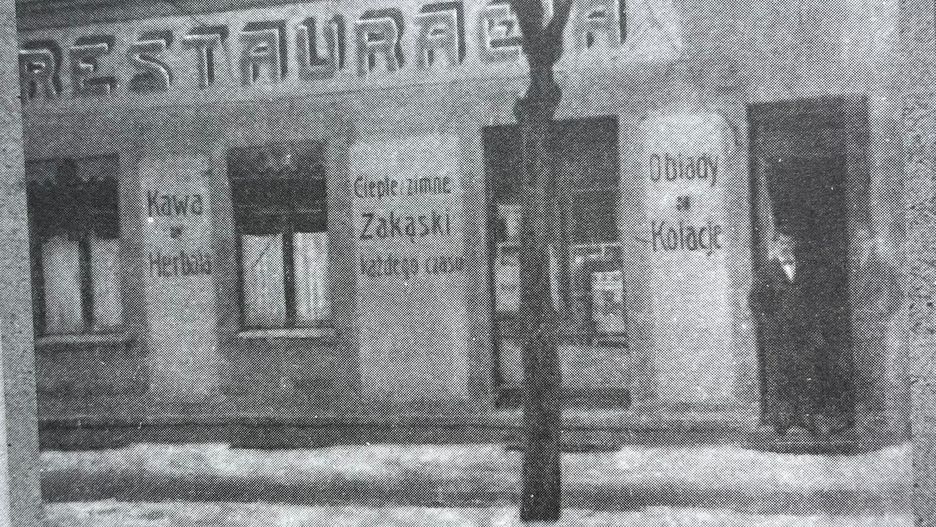 RESTAURACJA
Kawa
Herbata
Ciepłe i zimne
Zakąski
każdego czasu
Obiady
Kolacje